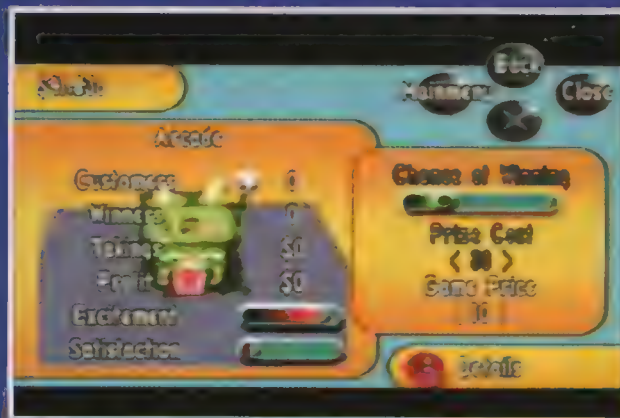 Back
Mainmenu
Close
Arcade
Customers 0
Chance of Winning
Winners 0
Prize Cost
Takings $0
Profit $0
Game Price
Excitement
Satisfaction
Details